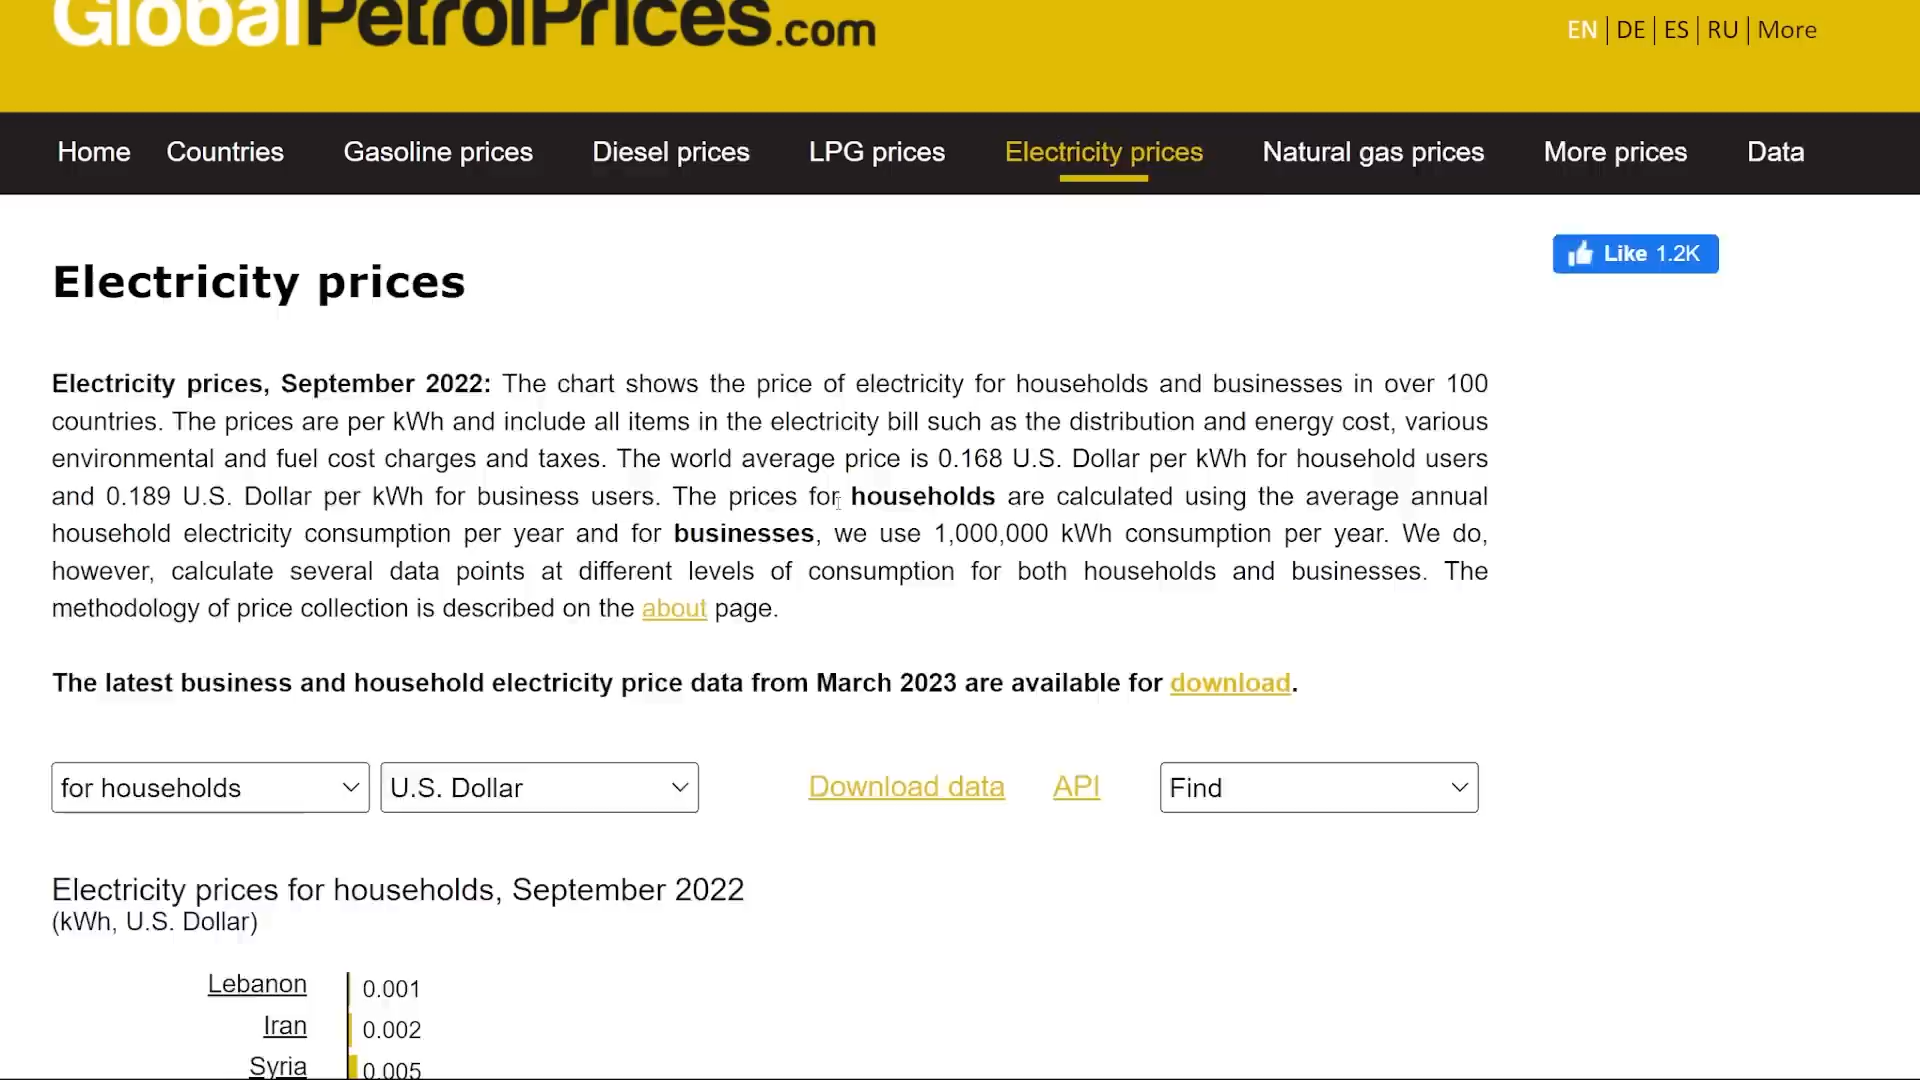 GlobalPetrolPrices.com
EN | DE | ES | RU | More
Home Countries Gasoline prices Diesel prices LPG prices Electricity prices Natural gas prices More prices Data
Like 1.2K
Electricity prices
Electricity prices, September 2022: The chart shows the price of electricity for households and businesses in over 100
countries. The prices are per kWh and include all items in the electricity bill such as the distribution and energy cost, various
environmental and fuel cost charges and taxes. The world average price is 0.168 U.S. Dollar per kWh for household users
and 0.189 U.S. Dollar per kWh for business users. The prices for households are calculated using the average annual
household electricity consumption per year and for businesses, we use 1,000,000 kWh consumption per year. We do,
however, calculate several data points at different levels of consumption for both households and businesses. The
methodology of price collection is described on the about page.
The latest business and household electricity price data from March 2023 are available for download.
for households U.S. Dollar Download data API Find
Electricity prices for households, September 2022
(kWh, U.S. Dollar)
Lebanon 0.001
Iran 0.002
Syria 0.005